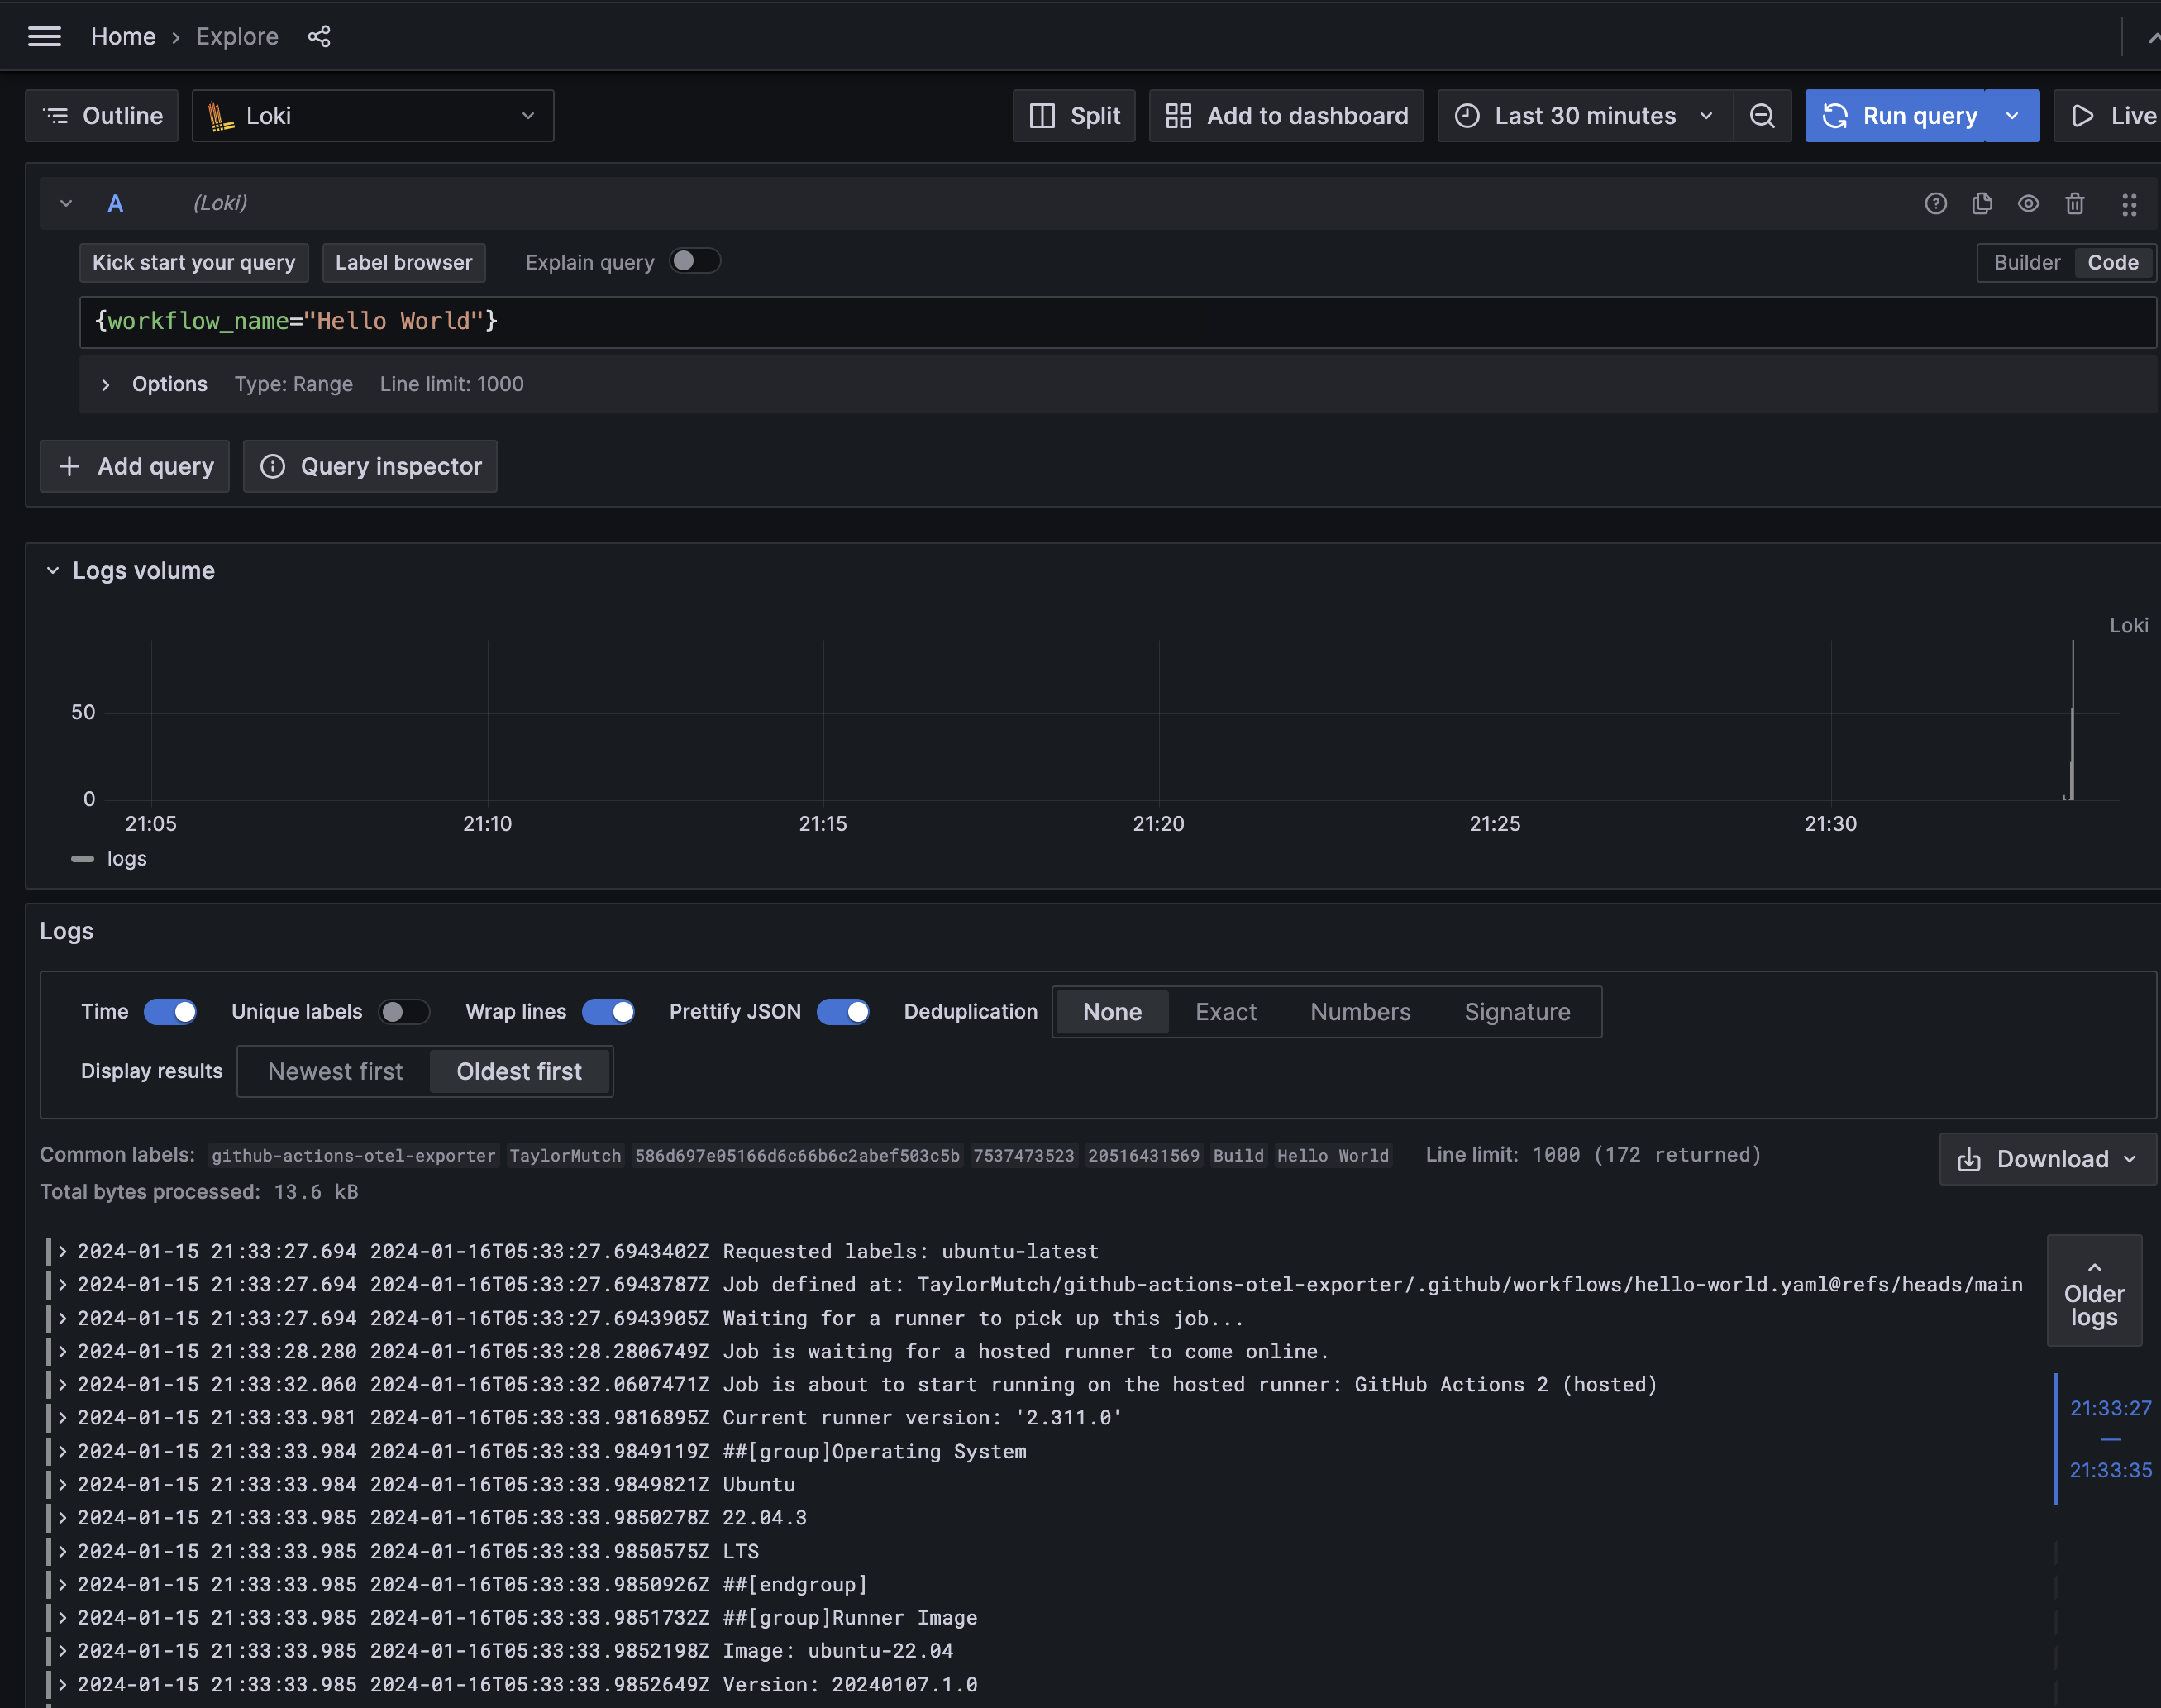 Home › Explore
Outline Loki Split Add to dashboard Last 30 minutes Run query Live
A (Loki)
Kick start your query Label browser Explain query Builder Code
{workflow_name="Hello World"}
Options Type: Range Line limit: 1000
+ Add query Query inspector
Logs volume
Loki
50
0
21:05 21:10 21:15 21:20 21:25 21:30
logs
Logs
Time Unique labels Wrap lines Prettify JSON Deduplication None Exact Numbers Signature
Display results Newest first Oldest first
Common labels: github-actions-otel-exporter TaylorMutch 586d697e05166d6c66b6c2abef503c5b 7537473523 20516431569 Build Hello World Line limit: 1000 (172 returned)
Download
Total bytes processed: 13.6 kB
2024-01-15 21:33:27.694 2024-01-16T05:33:27.6943402Z Requested labels: ubuntu-latest
2024-01-15 21:33:27.694 2024-01-16T05:33:27.6943787Z Job defined at: TaylorMutch/github-actions-otel-exporter/.github/workflows/hello-world.yaml@refs/heads/main
2024-01-15 21:33:27.694 2024-01-16T05:33:27.6943905Z Waiting for a runner to pick up this job...
2024-01-15 21:33:28.280 2024-01-16T05:33:28.2806749Z Job is waiting for a hosted runner to come online.
2024-01-15 21:33:32.060 2024-01-16T05:33:32.0607471Z Job is about to start running on the hosted runner: GitHub Actions 2 (hosted)
2024-01-15 21:33:33.981 2024-01-16T05:33:33.9816895Z Current runner version: '2.311.0'
2024-01-15 21:33:33.984 2024-01-16T05:33:33.9849119Z ##[group]Operating System
2024-01-15 21:33:33.984 2024-01-16T05:33:33.9849821Z Ubuntu
2024-01-15 21:33:33.985 2024-01-16T05:33:33.9850278Z 22.04.3
2024-01-15 21:33:33.985 2024-01-16T05:33:33.9850575Z LTS
2024-01-15 21:33:33.985 2024-01-16T05:33:33.9850926Z ##[endgroup]
2024-01-15 21:33:33.985 2024-01-16T05:33:33.9851732Z ##[group]Runner Image
2024-01-15 21:33:33.985 2024-01-16T05:33:33.9852198Z Image: ubuntu-22.04
2024-01-15 21:33:33.985 2024-01-16T05:33:33.9852649Z Version: 20240107.1.0
Older
logs
21:33:27
—
21:33:35